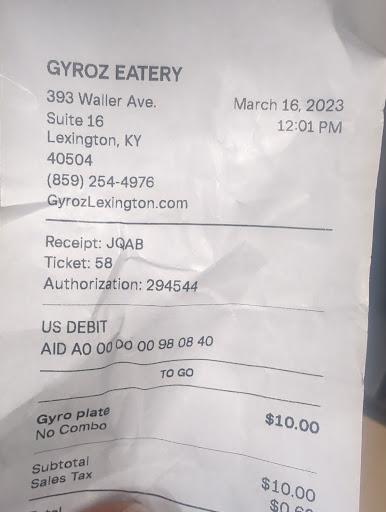 GYROZ EATERY
393 Waller Ave.
March 16, 2023
Suite 16
12:01 PM
Lexington, KY
40504
(859) 254-4976
GyrozLexington.com
Receipt: JQAB
Ticket: 58
Authorization: 294544
US DEBIT
AID A0 00 00 00 98 08 40
TO GO
Gyro plate $10.00
No Combo
Subtotal $10.00
Sales Tax